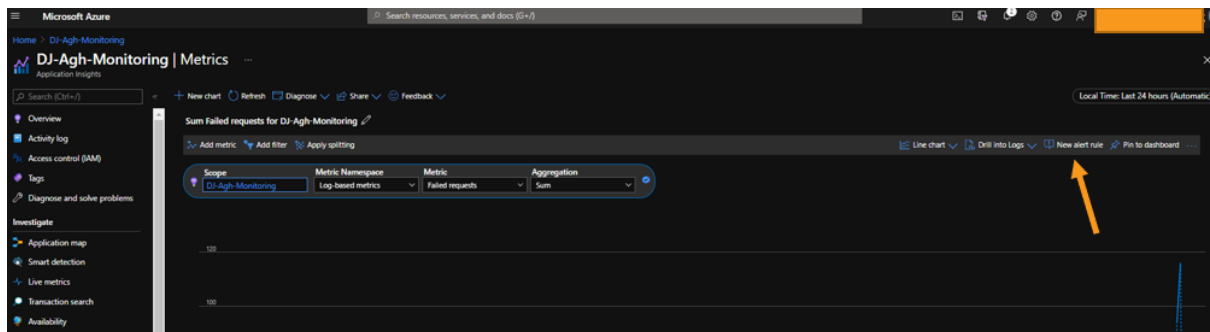 Microsoft Azure
Search resources, services, and docs (G+/)
Home > DJ-Agh-Monitoring
DJ-Agh-Monitoring | Metrics ...
Application Insights
Search (Ctrl+/)
New chart Refresh Diagnose Share Feedback
Local Time: Last 24 hours (Automatic
Overview
Sum Failed requests for DJ-Agh-Monitoring
Activity log
Add metric Add filter Apply splitting
Line chart Drill into Logs New alert rule Pin to dashboard ...
Access control (IAM)
Tags
Diagnose and solve problems
Scope Metric Namespace Metric Aggregation
DJ-Agh-Monitoring Log-based metrics Failed requests Sum
Investigate
Application map
Smart detection
Live metrics
Transaction search
Availability
120
100